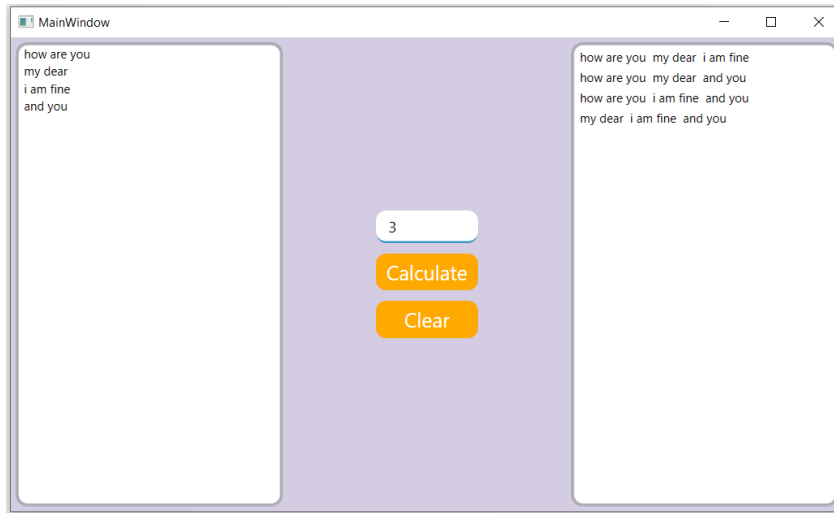 MainWindow
how are you
my dear
i am fine
and you
3
Calculate
Clear
how are you  my dear  i am fine
how are you  my dear  and you
how are you  i am fine  and you
my dear  i am fine  and you